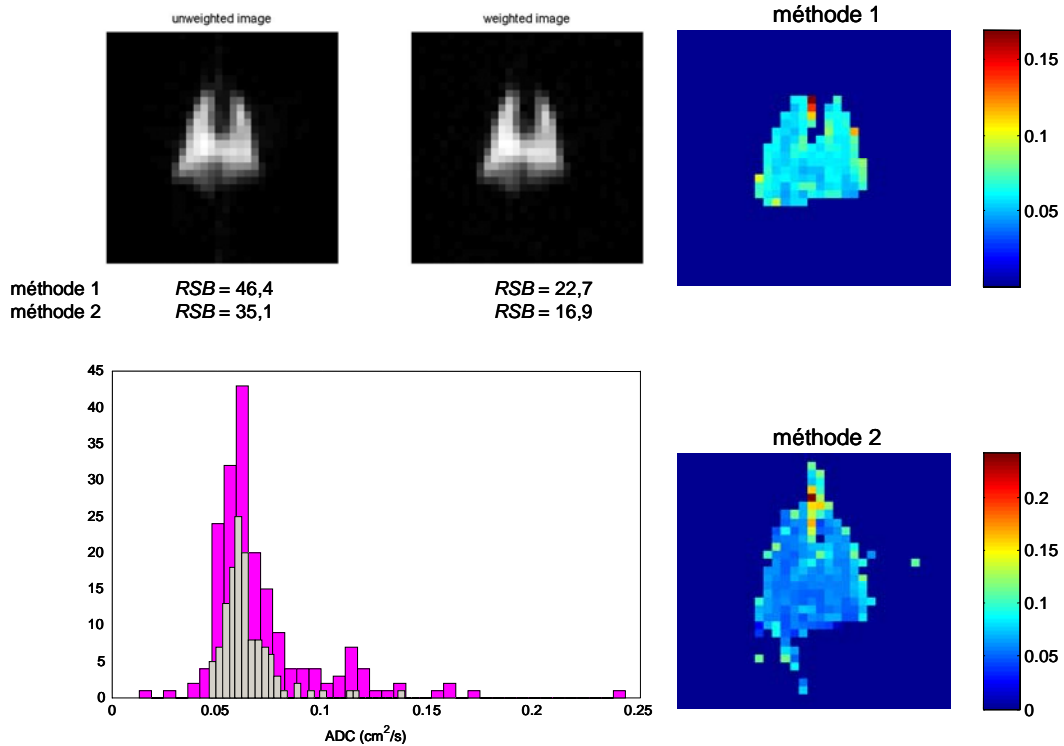 unweighted image
weighted image
méthode 1
0.15
0.1
0.05
méthode 1 RSB = 46,4 RSB = 22,7
méthode 2 RSB = 35,1 RSB = 16,9
45
40
35
30
25
20
15
10
5
0
0 0.05 0.1 0.15 0.2 0.25
ADC (cm²/s)
méthode 2
0.2
0.15
0.1
0.05
0